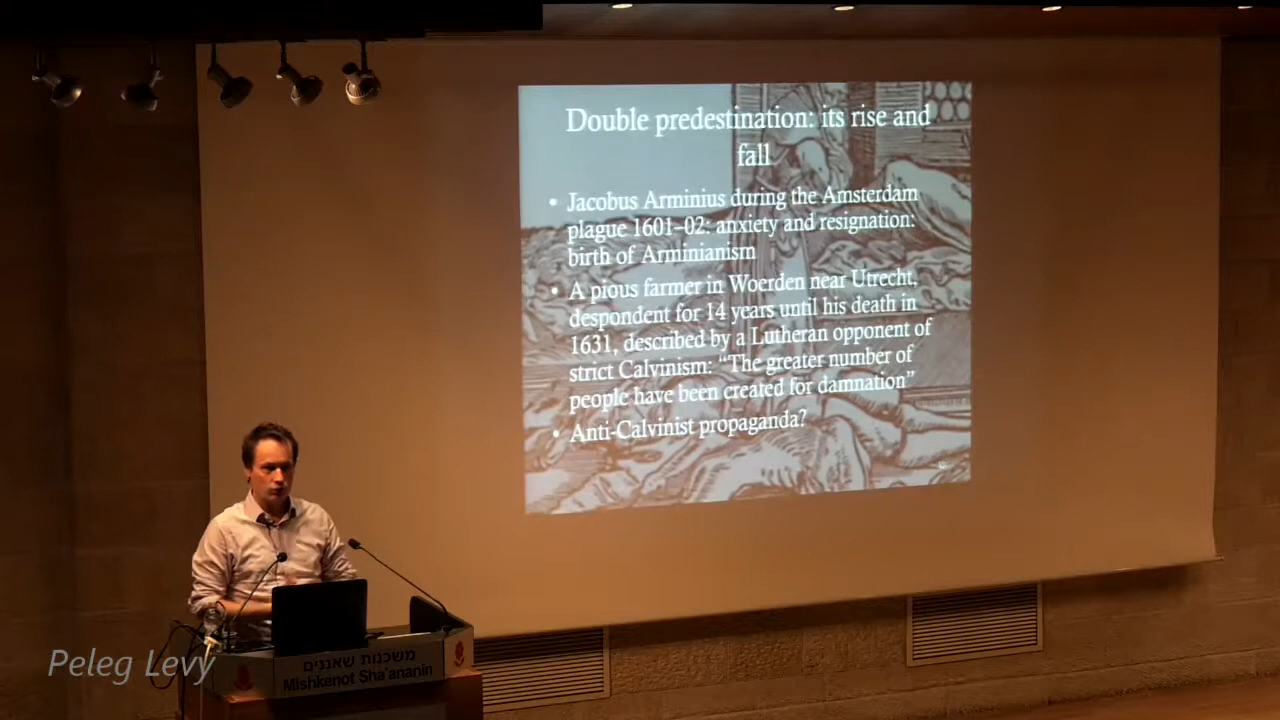 Double predestination: its rise and
fall
• Jacobus Arminius during the Amsterdam
plague 1601–02: anxiety and resignation:
birth of Arminianism
• A pious farmer in Woerden near Utrecht,
despondent for 14 years until his death in
1631, described by a Lutheran opponent of
strict Calvinism: “The greater number of
people have been created for damnation”
• Anti-Calvinist propaganda?
Peleg Levy
משכנות שאננים
Mishkenot Sha'ananim